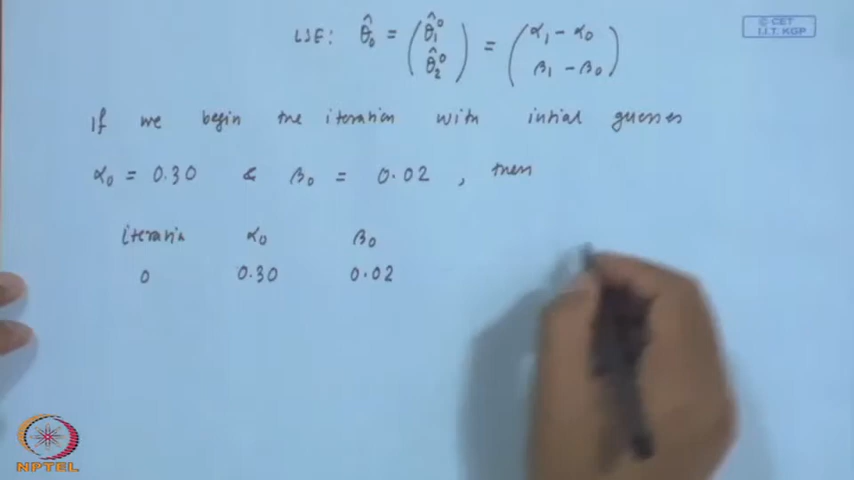 © CET
I.I.T. KGP
LSE: θ̂₀ = (θ̂₁⁰ θ̂₂⁰) = (α₁ - α₀ β₁ - β₀)
If we begin the iteration with initial guesses
α₀ = 0.30 & β₀ = 0.02 , then
iteration α₀ β₀
0 0.30 0.02
NPTEL